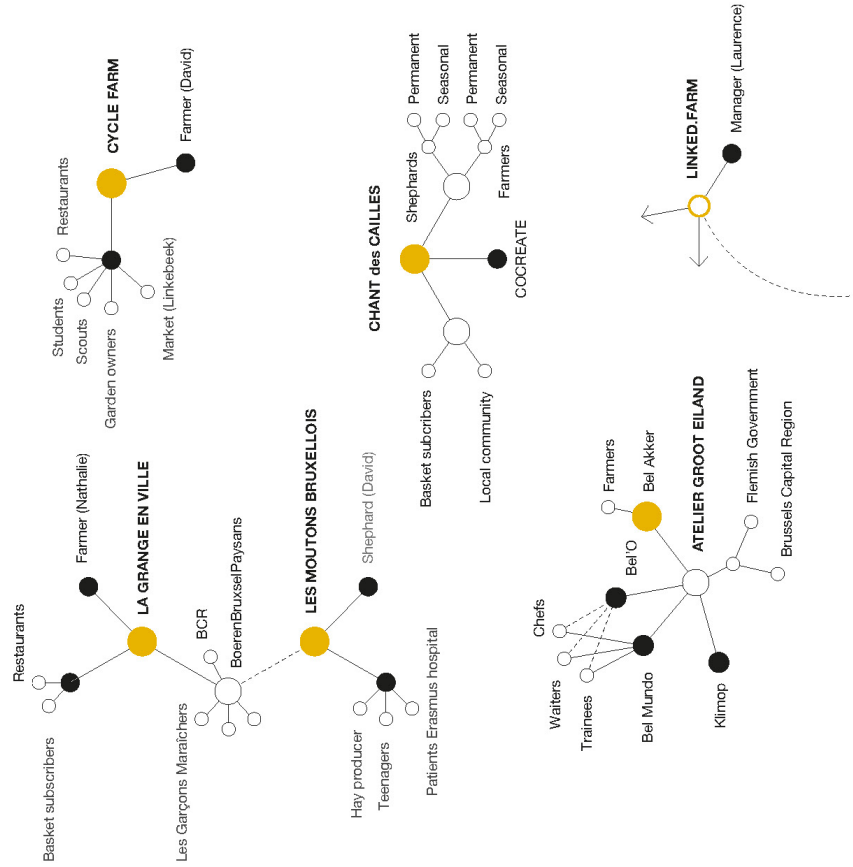 Restaurants
Students
Scouts
Garden owners
Market (Linkebeek)
CYCLE FARM
Farmer (David)
CHANT des CAILLES
Shephards
Permanent
Seasonal
Permanent
Seasonal
Farmers
COCREATE
Basket subcribers
Local community
LINKED.FARM
Manager (Laurence)
Restaurants
Basket subscribers
Farmer (Nathalie)
LA GRANGE EN VILLE
BCR
BoerenBruxselPaysans
Les Garçons Maraîchers
LES MOUTONS BRUXELLOIS
Shephard (David)
Hay producer
Teenagers
Patients Erasmus hospital
Farmers
Bel Akker
ATELIER GROOT EILAND
Bel'O
Chefs
Waiters
Trainees
Bel Mundo
Klimop
Flemish Government
Brussels Capital Region